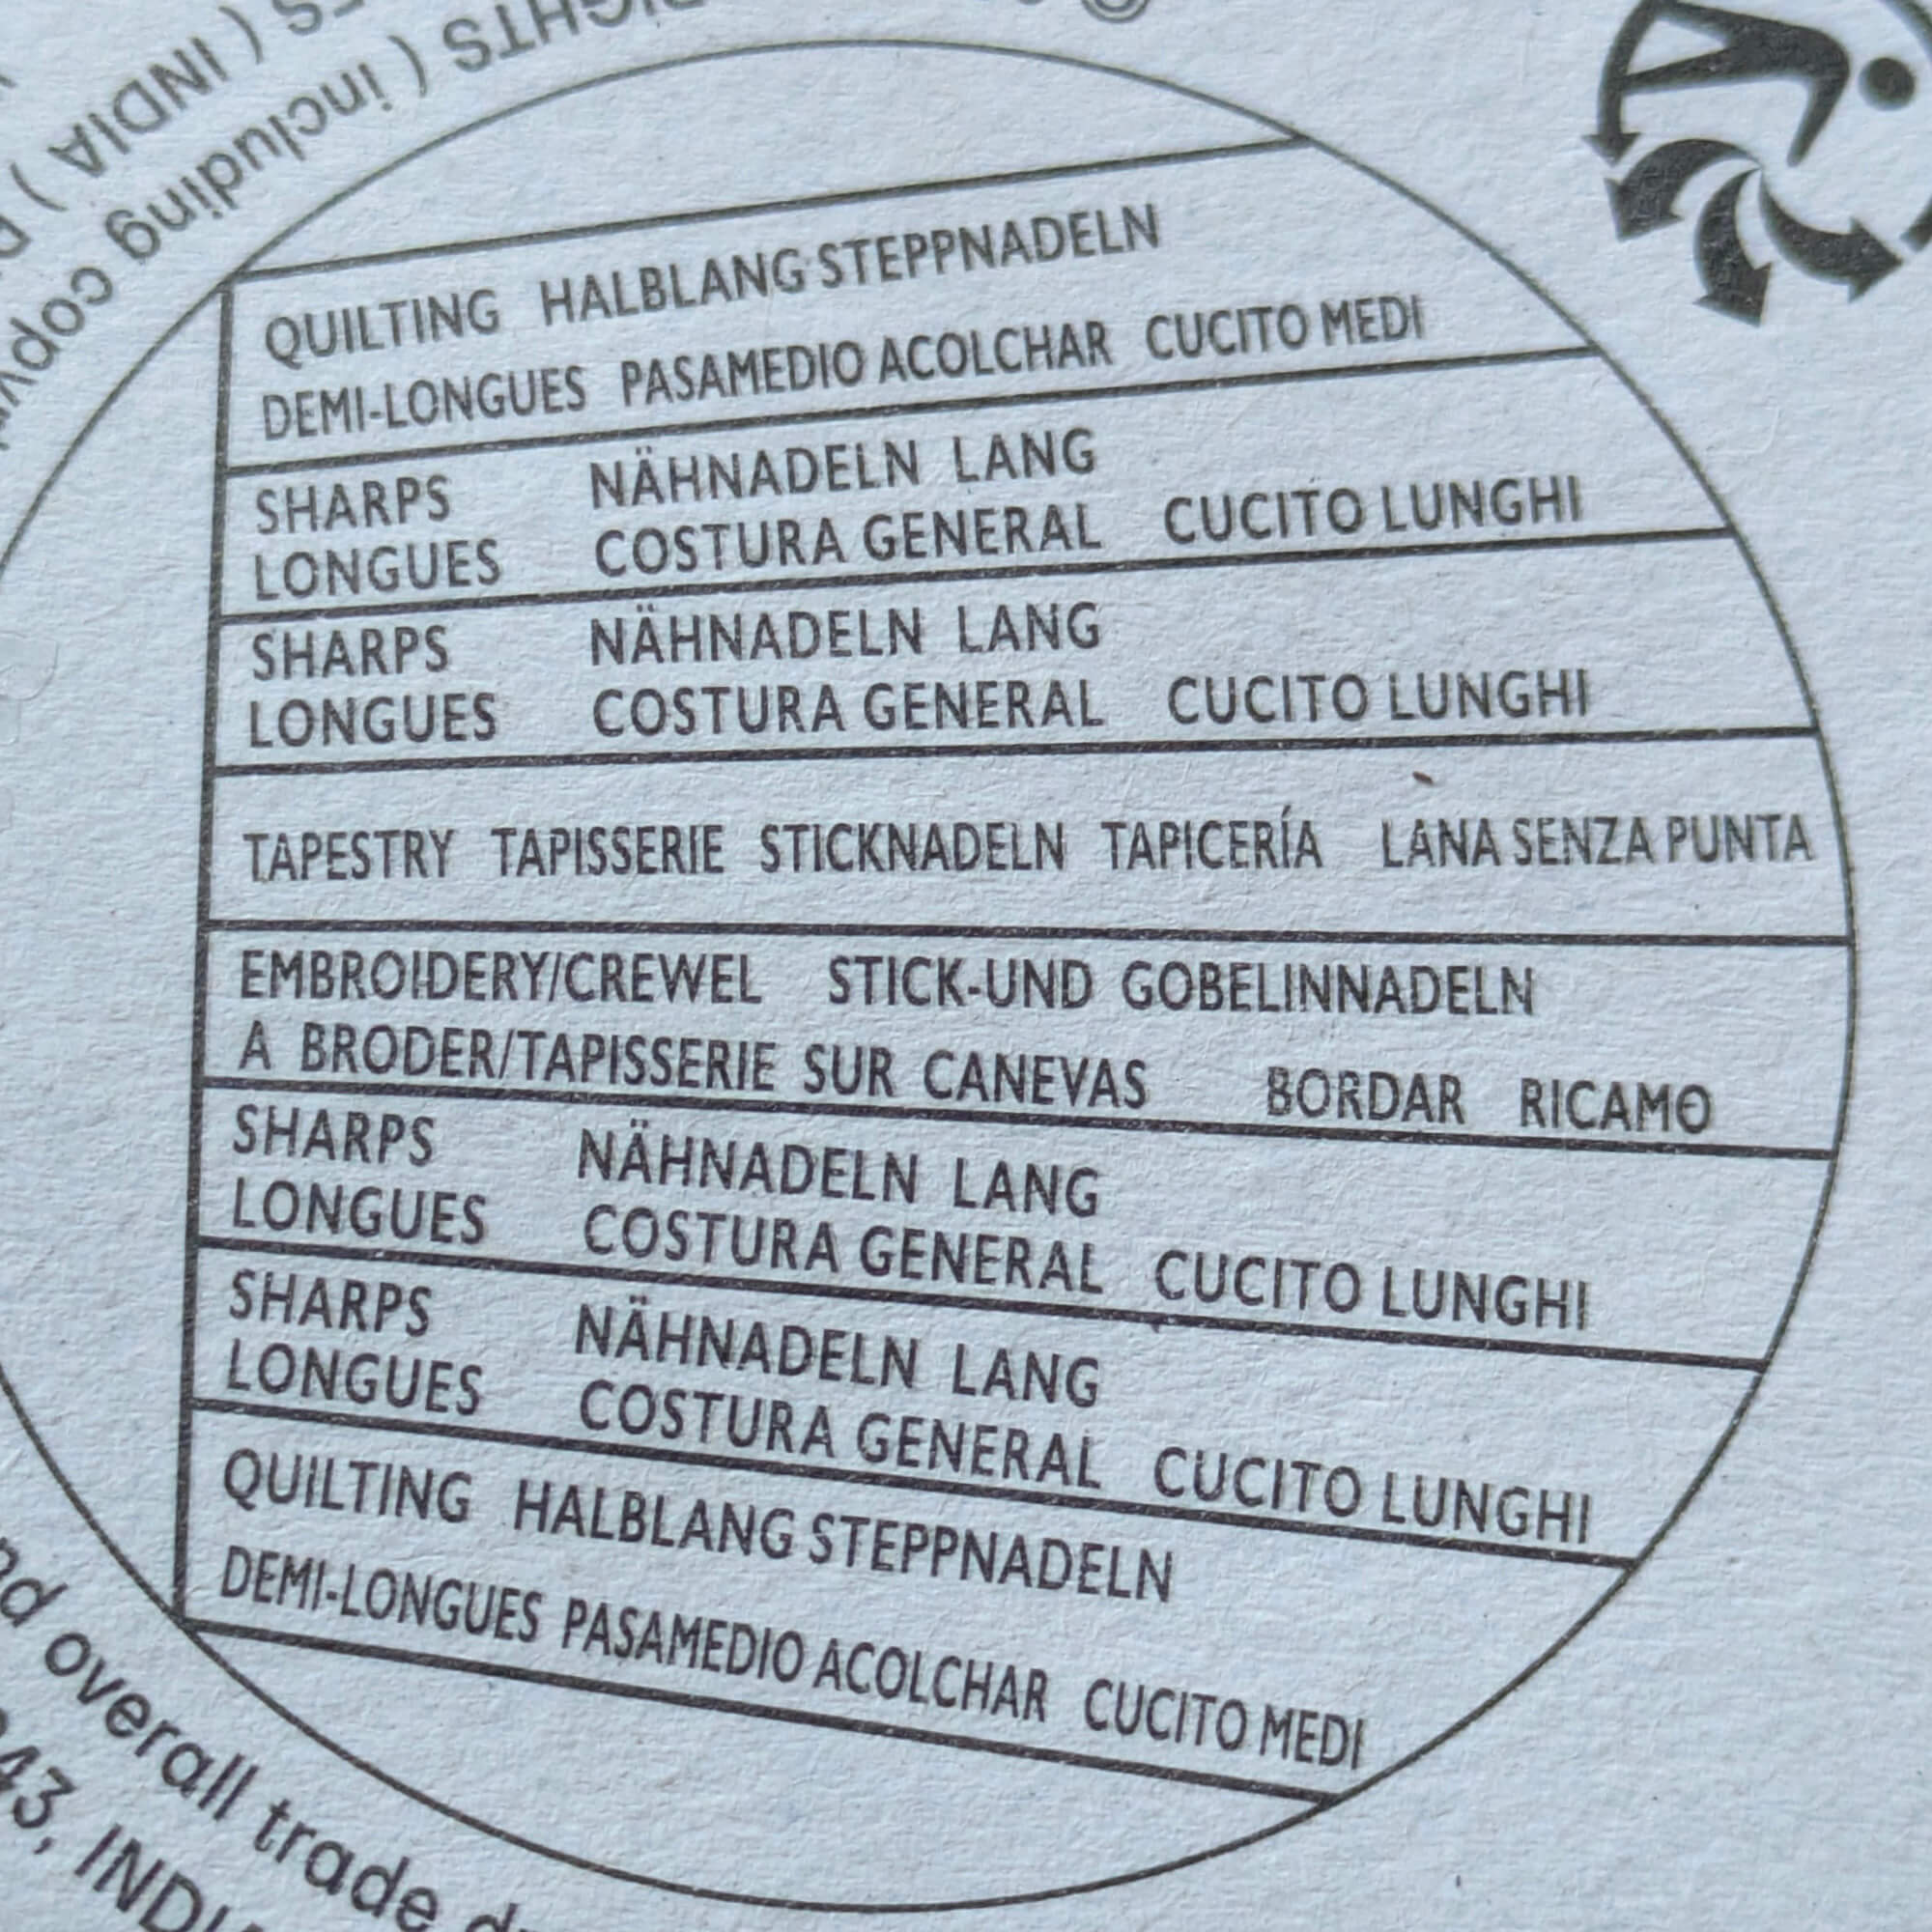 INDIA )
( including )
copy
QUILTING HALBLANG STEPPNADELN
DEMI-LONGUES PASAMEDIO ACOLCHAR CUCITO MEDI
SHARPS NÄHNADELN LANG
LONGUES COSTURA GENERAL CUCITO LUNGHI
SHARPS NÄHNADELN LANG
LONGUES COSTURA GENERAL CUCITO LUNGHI
TAPESTRY TAPISSERIE STICKNADELN TAPICERÍA LANA SENZA PUNTA
EMBROIDERY/CREWEL STICK-UND GOBELINNADELN
A BRODER/TAPISSERIE SUR CANEVAS BORDAR RICAMO
SHARPS NÄHNADELN LANG
LONGUES COSTURA GENERAL CUCITO LUNGHI
SHARPS NÄHNADELN LANG
LONGUES COSTURA GENERAL CUCITO LUNGHI
QUILTING HALBLANG STEPPNADELN
DEMI-LONGUES PASAMEDIO ACOLCHAR CUCITO MEDI
overall trade
43, INDIA